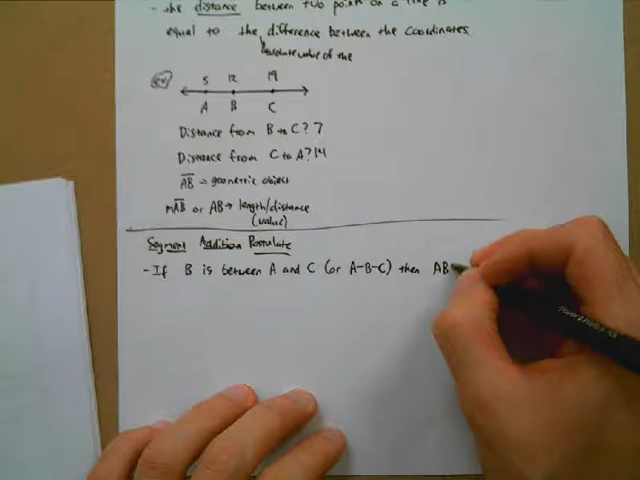 - the distance between two points on a line is
equal to the difference between the coordinates.
absolute value of the
Ex
5 12 19
A B C
Distance from B to C? 7
Distance from C to A? 14
AB → geometric object
mAB or AB → length/distance
(value)
Segment Addition Postulate
- If B is between A and C (or A-B-C) then AB